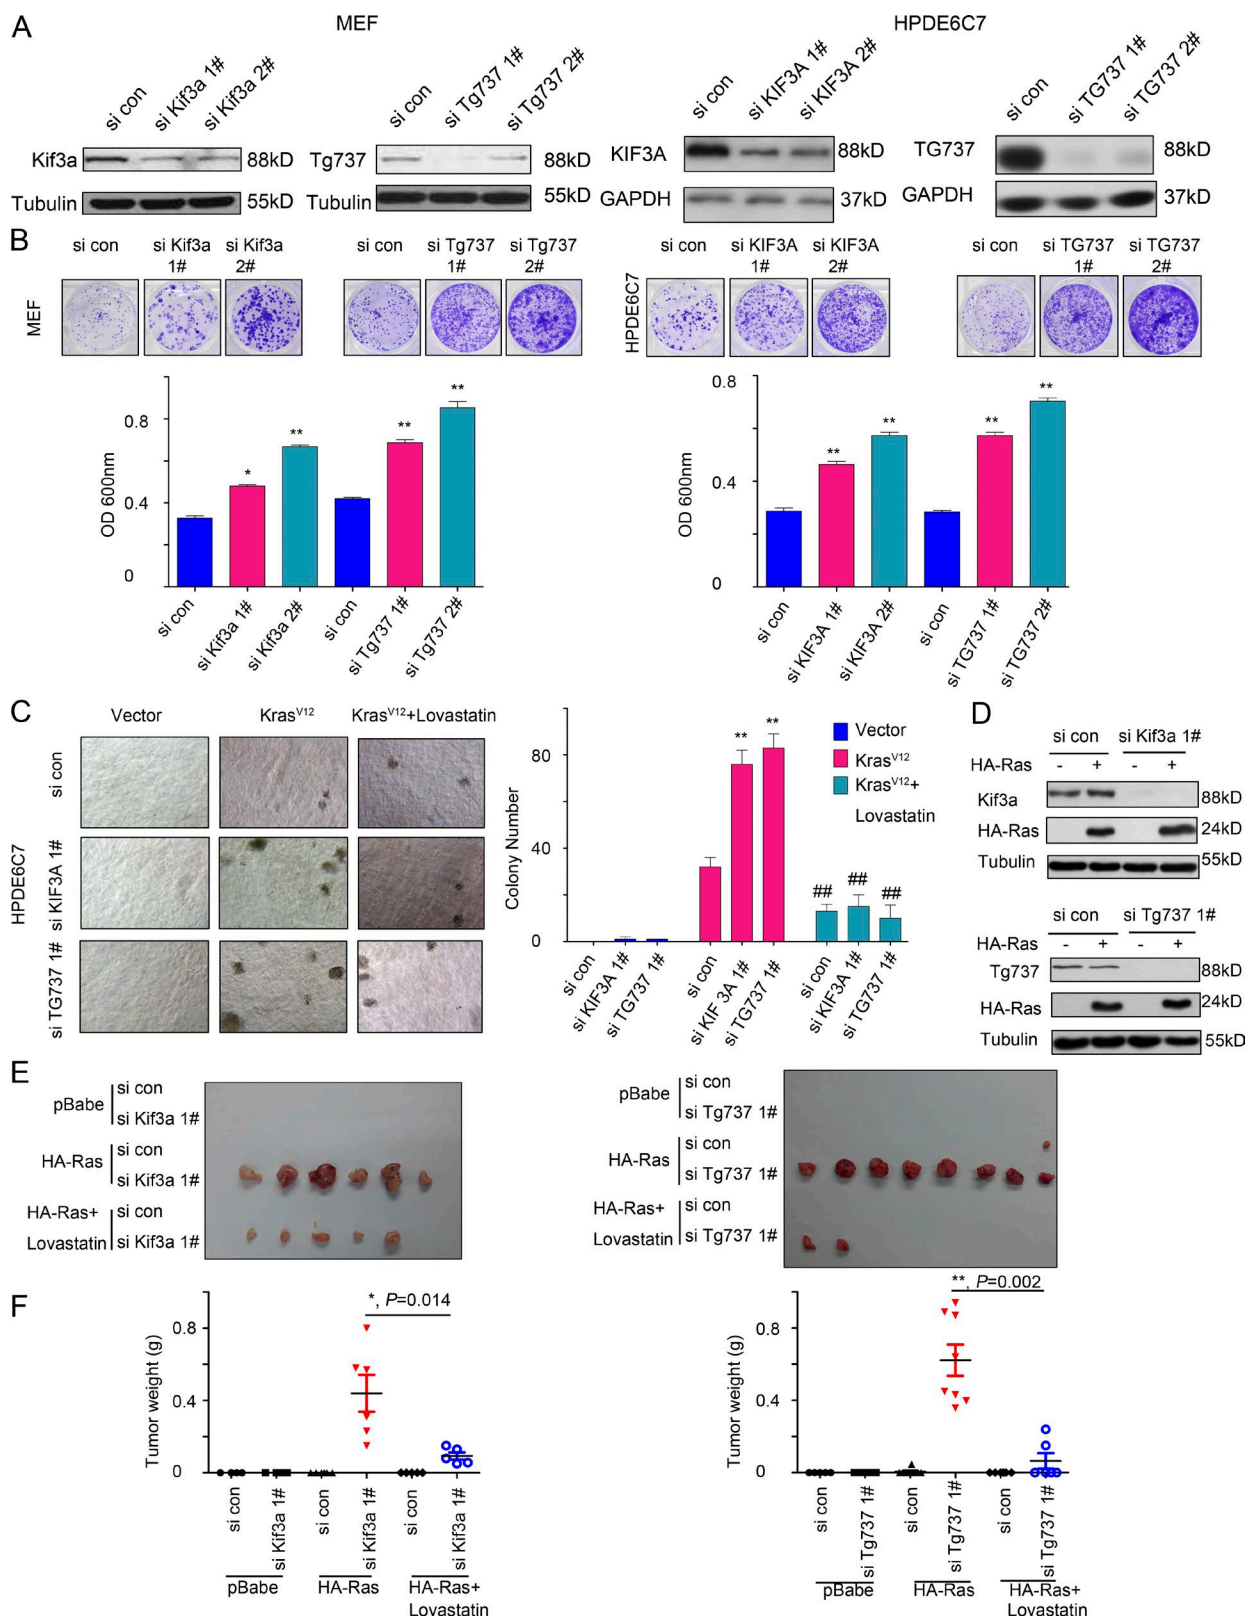 A
MEF
HPDE6C7
si con
si Kif3a 1#
si Kif3a 2#
si con
si Tg737 1#
si Tg737 2#
si con
si KIF3A 1#
si KIF3A 2#
si con
si TG737 1#
si TG737 2#
Kif3a
88kD
Tubulin
55kD
Tg737
88kD
Tubulin
55kD
KIF3A
88kD
GAPDH
37kD
TG737
88kD
GAPDH
37kD
B
si con
si Kif3a
1#
si Kif3a
2#
si con
si Tg737
1#
si Tg737
2#
si con
si KIF3A
1#
si KIF3A
2#
si con
si TG737
1#
si TG737
2#
MEF
HPDE6C7
OD 600nm
0.8
0.4
0
*
**
**
**
si con
si Kif3a 1#
si Kif3a 2#
si con
si Tg737 1#
si Tg737 2#
OD 600nm
0.8
0.4
0
**
**
**
**
si con
si KIF3A 1#
si KIF3A 2#
si con
si TG737 1#
si TG737 2#
C
Vector
Krasⱽ¹²
Krasⱽ¹²+Lovastatin
HPDE6C7
si con
si KIF3A 1#
si TG737 1#
Colony Number
80
40
0
**
**
##
##
##
Vector
Krasⱽ¹²
Krasⱽ¹²+
Lovastatin
si con
si KIF3A 1#
si TG737 1#
si con
si KIF 3A 1#
si TG737 1#
si con
si KIF3A 1#
si TG737 1#
D
si con
si Kif3a 1#
HA-Ras
-
+
-
+
Kif3a
88kD
HA-Ras
24kD
Tubulin
55kD
si con
si Tg737 1#
HA-Ras
-
+
-
+
Tg737
88kD
HA-Ras
24kD
Tubulin
55kD
E
pBabe
si con
si Kif3a 1#
HA-Ras
si con
si Kif3a 1#
HA-Ras+
Lovastatin
si con
si Kif3a 1#
pBabe
si con
si Tg737 1#
HA-Ras
si con
si Tg737 1#
HA-Ras+
Lovastatin
si con
si Tg737 1#
F
Tumor weight (g)
0.8
0.4
0
*, P=0.014
si con
si Kif3a 1#
si con
si Kif3a 1#
si con
si Kif3a 1#
pBabe
HA-Ras
HA-Ras+
Lovastatin
Tumor weight (g)
0.8
0.4
0
**, P=0.002
si con
si Tg737 1#
si con
si Tg737 1#
si con
si Tg737 1#
pBabe
HA-Ras
HA-Ras+
Lovastatin